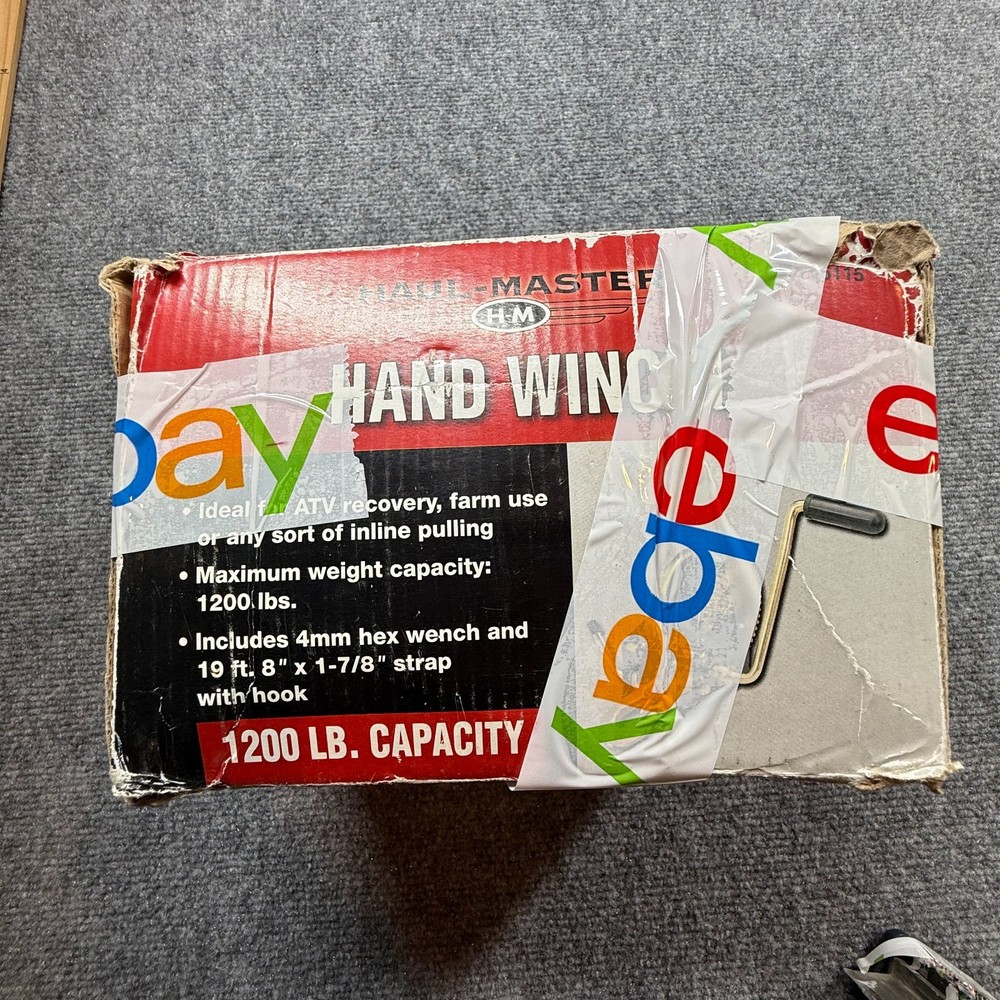 HAUL-MASTER
H-M
HAND WINC
ay
e
ebay
• Ideal for ATV recovery, farm use
or any sort of inline pulling
• Maximum weight capacity:
1200 lbs.
• Includes 4mm hex wench and
19 ft. 8" x 1-7/8" strap
with hook
1200 LB. CAPACITY